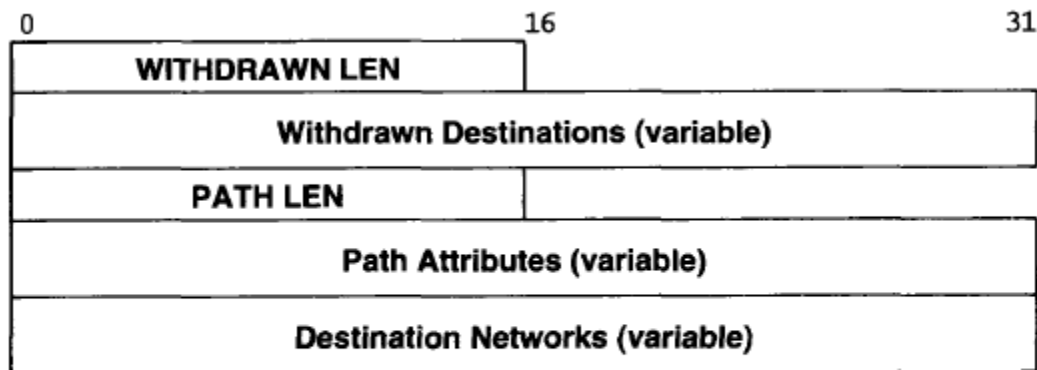 0 16 31
WITHDRAWN LEN
Withdrawn Destinations (variable)
PATH LEN
Path Attributes (variable)
Destination Networks (variable)